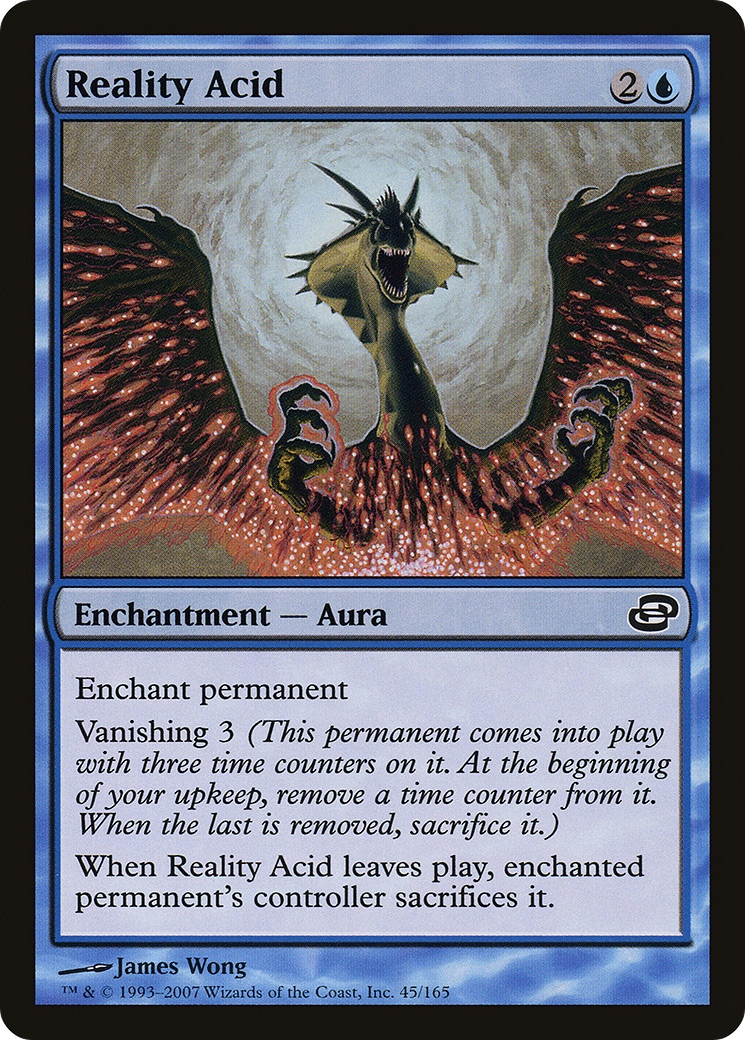 Reality Acid 2
Enchantment — Aura
Enchant permanent
Vanishing 3 (This permanent comes into play
with three time counters on it. At the beginning
of your upkeep, remove a time counter from it.
When the last is removed, sacrifice it.)
When Reality Acid leaves play, enchanted
permanent's controller sacrifices it.
James Wong
™ & © 1993–2007 Wizards of the Coast, Inc. 45/165